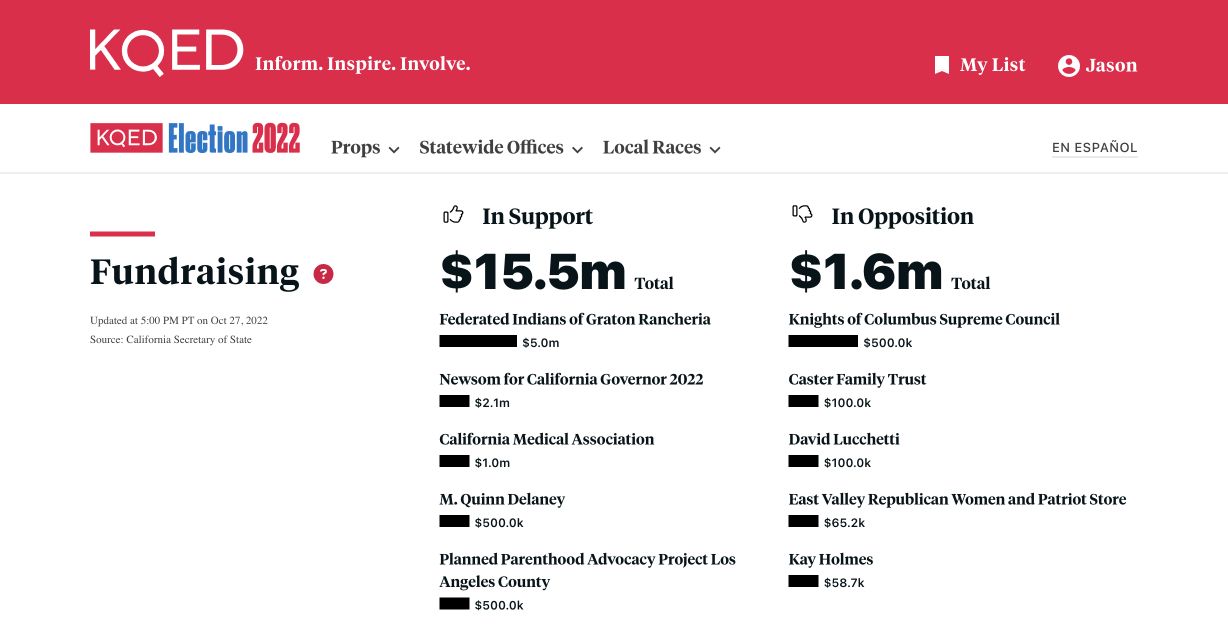 KQED Inform. Inspire. Involve.
My List
Jason
KQED Election 2022
Props
Statewide Offices
Local Races
EN ESPAÑOL
Fundraising ?
Updated at 5:00 PM PT on Oct 27, 2022
Source: California Secretary of State
In Support
$15.5m Total
Federated Indians of Graton Rancheria
$5.0m
Newsom for California Governor 2022
$2.1m
California Medical Association
$1.0m
M. Quinn Delaney
$500.0k
Planned Parenthood Advocacy Project Los
Angeles County
$500.0k
In Opposition
$1.6m Total
Knights of Columbus Supreme Council
$500.0k
Caster Family Trust
$100.0k
David Lucchetti
$100.0k
East Valley Republican Women and Patriot Store
$65.2k
Kay Holmes
$58.7k